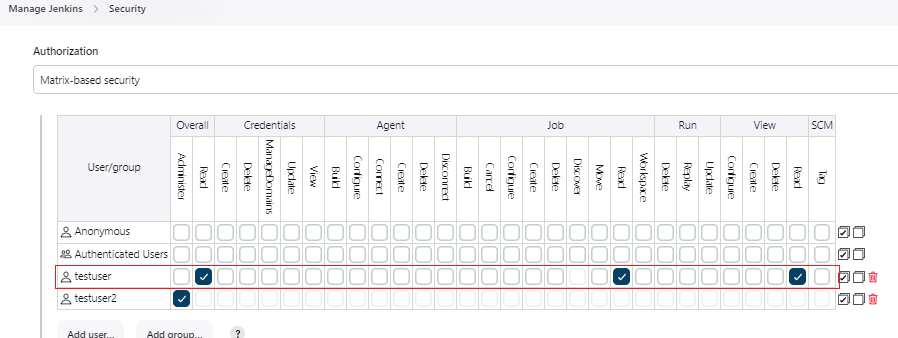 Manage Jenkins > Security
Authorization
Matrix-based security
User/group Overall Credentials Agent Job Run View SCM
Administer Read Create Delete ManageDomains Update View Build Configure Connect Create Delete Disconnect Build Cancel Configure Create Delete Discover Move Read Workspace Delete Replay Update Configure Create Delete Read Tag
Anonymous
Authenticated Users
testuser
testuser2
Add user... Add group... ?